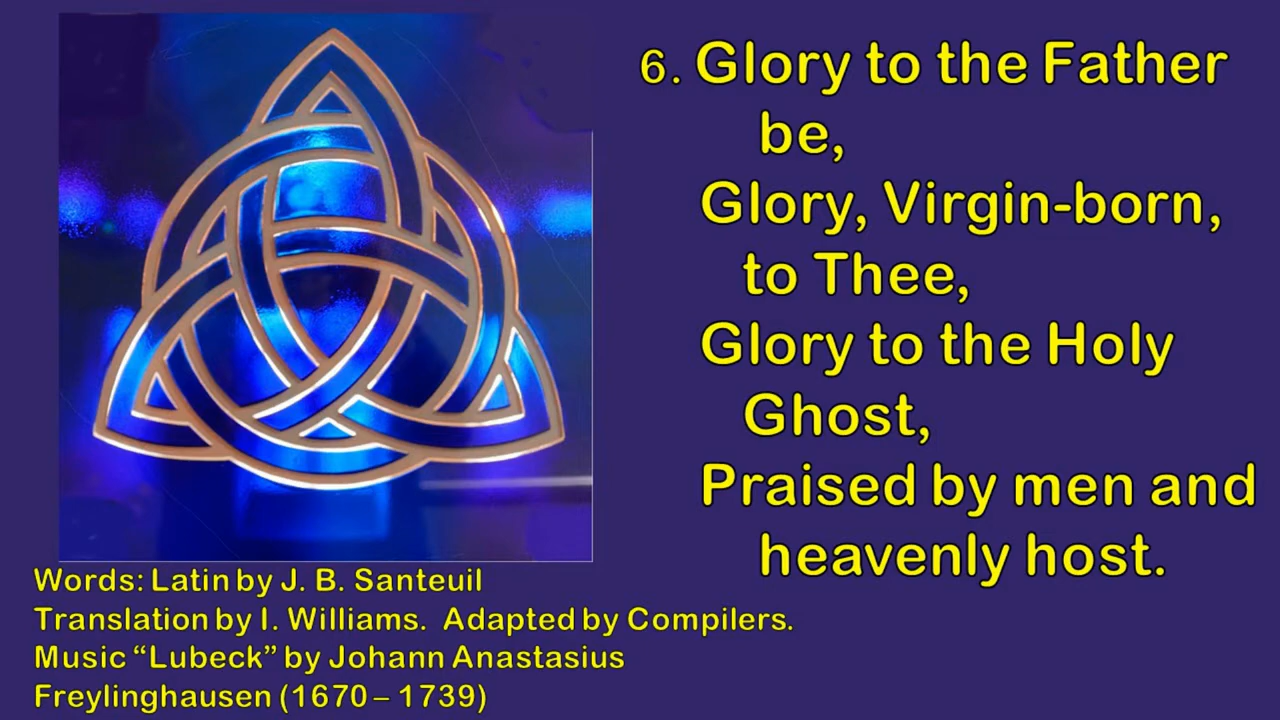 6. Glory to the Father
be,
Glory, Virgin-born,
to Thee,
Glory to the Holy
Ghost,
Praised by men and
heavenly host.
Words: Latin by J. B. Santeuil
Translation by I. Williams.  Adapted by Compilers.
Music “Lubeck” by Johann Anastasius
Freylinghausen (1670 – 1739)